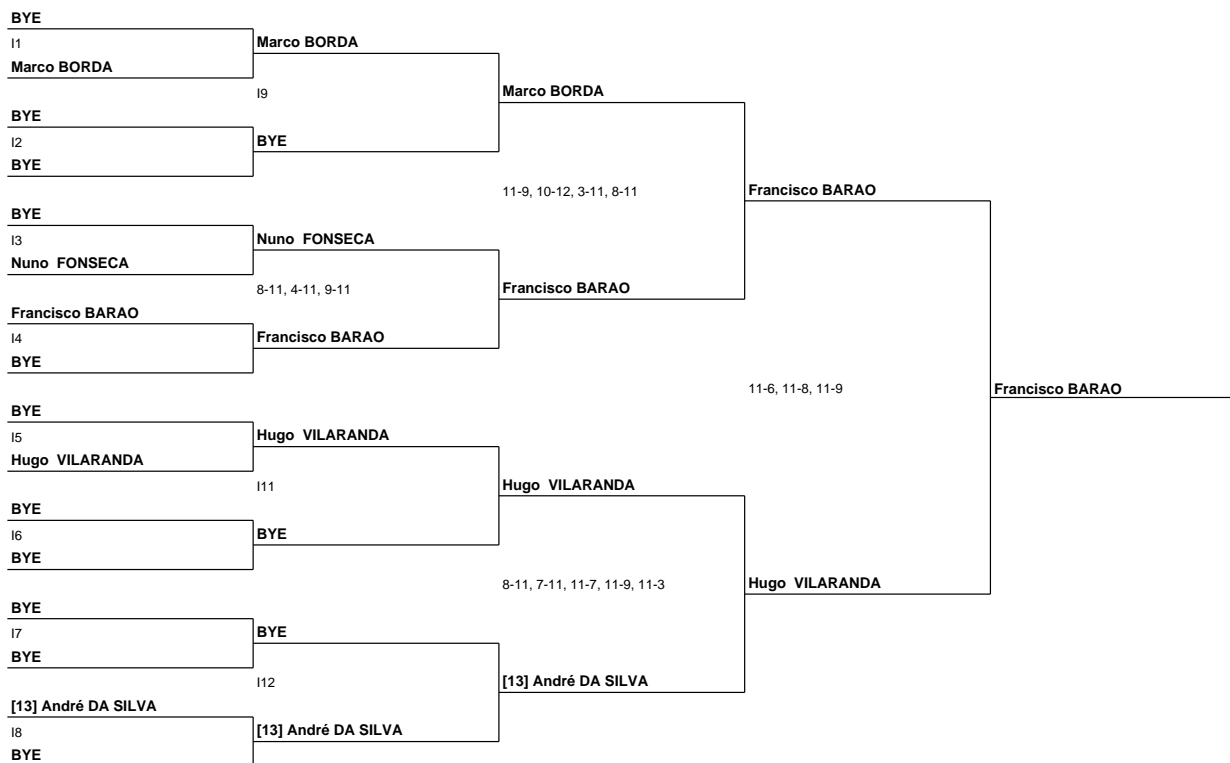 BYE
I1
Marco BORDA
Marco BORDA
I9
Marco BORDA
BYE
I2
BYE
BYE
11-9, 10-12, 3-11, 8-11
Francisco BARAO
BYE
I3
Nuno FONSECA
Nuno FONSECA
8-11, 4-11, 9-11
Francisco BARAO
Francisco BARAO
I4
BYE
Francisco BARAO
11-6, 11-8, 11-9
Francisco BARAO
BYE
I5
Hugo VILARANDA
Hugo VILARANDA
I11
Hugo VILARANDA
BYE
I6
BYE
BYE
8-11, 7-11, 11-7, 11-9, 11-3
Hugo VILARANDA
BYE
I7
BYE
BYE
I12
[13] André DA SILVA
[13] André DA SILVA
I8
BYE
[13] André DA SILVA